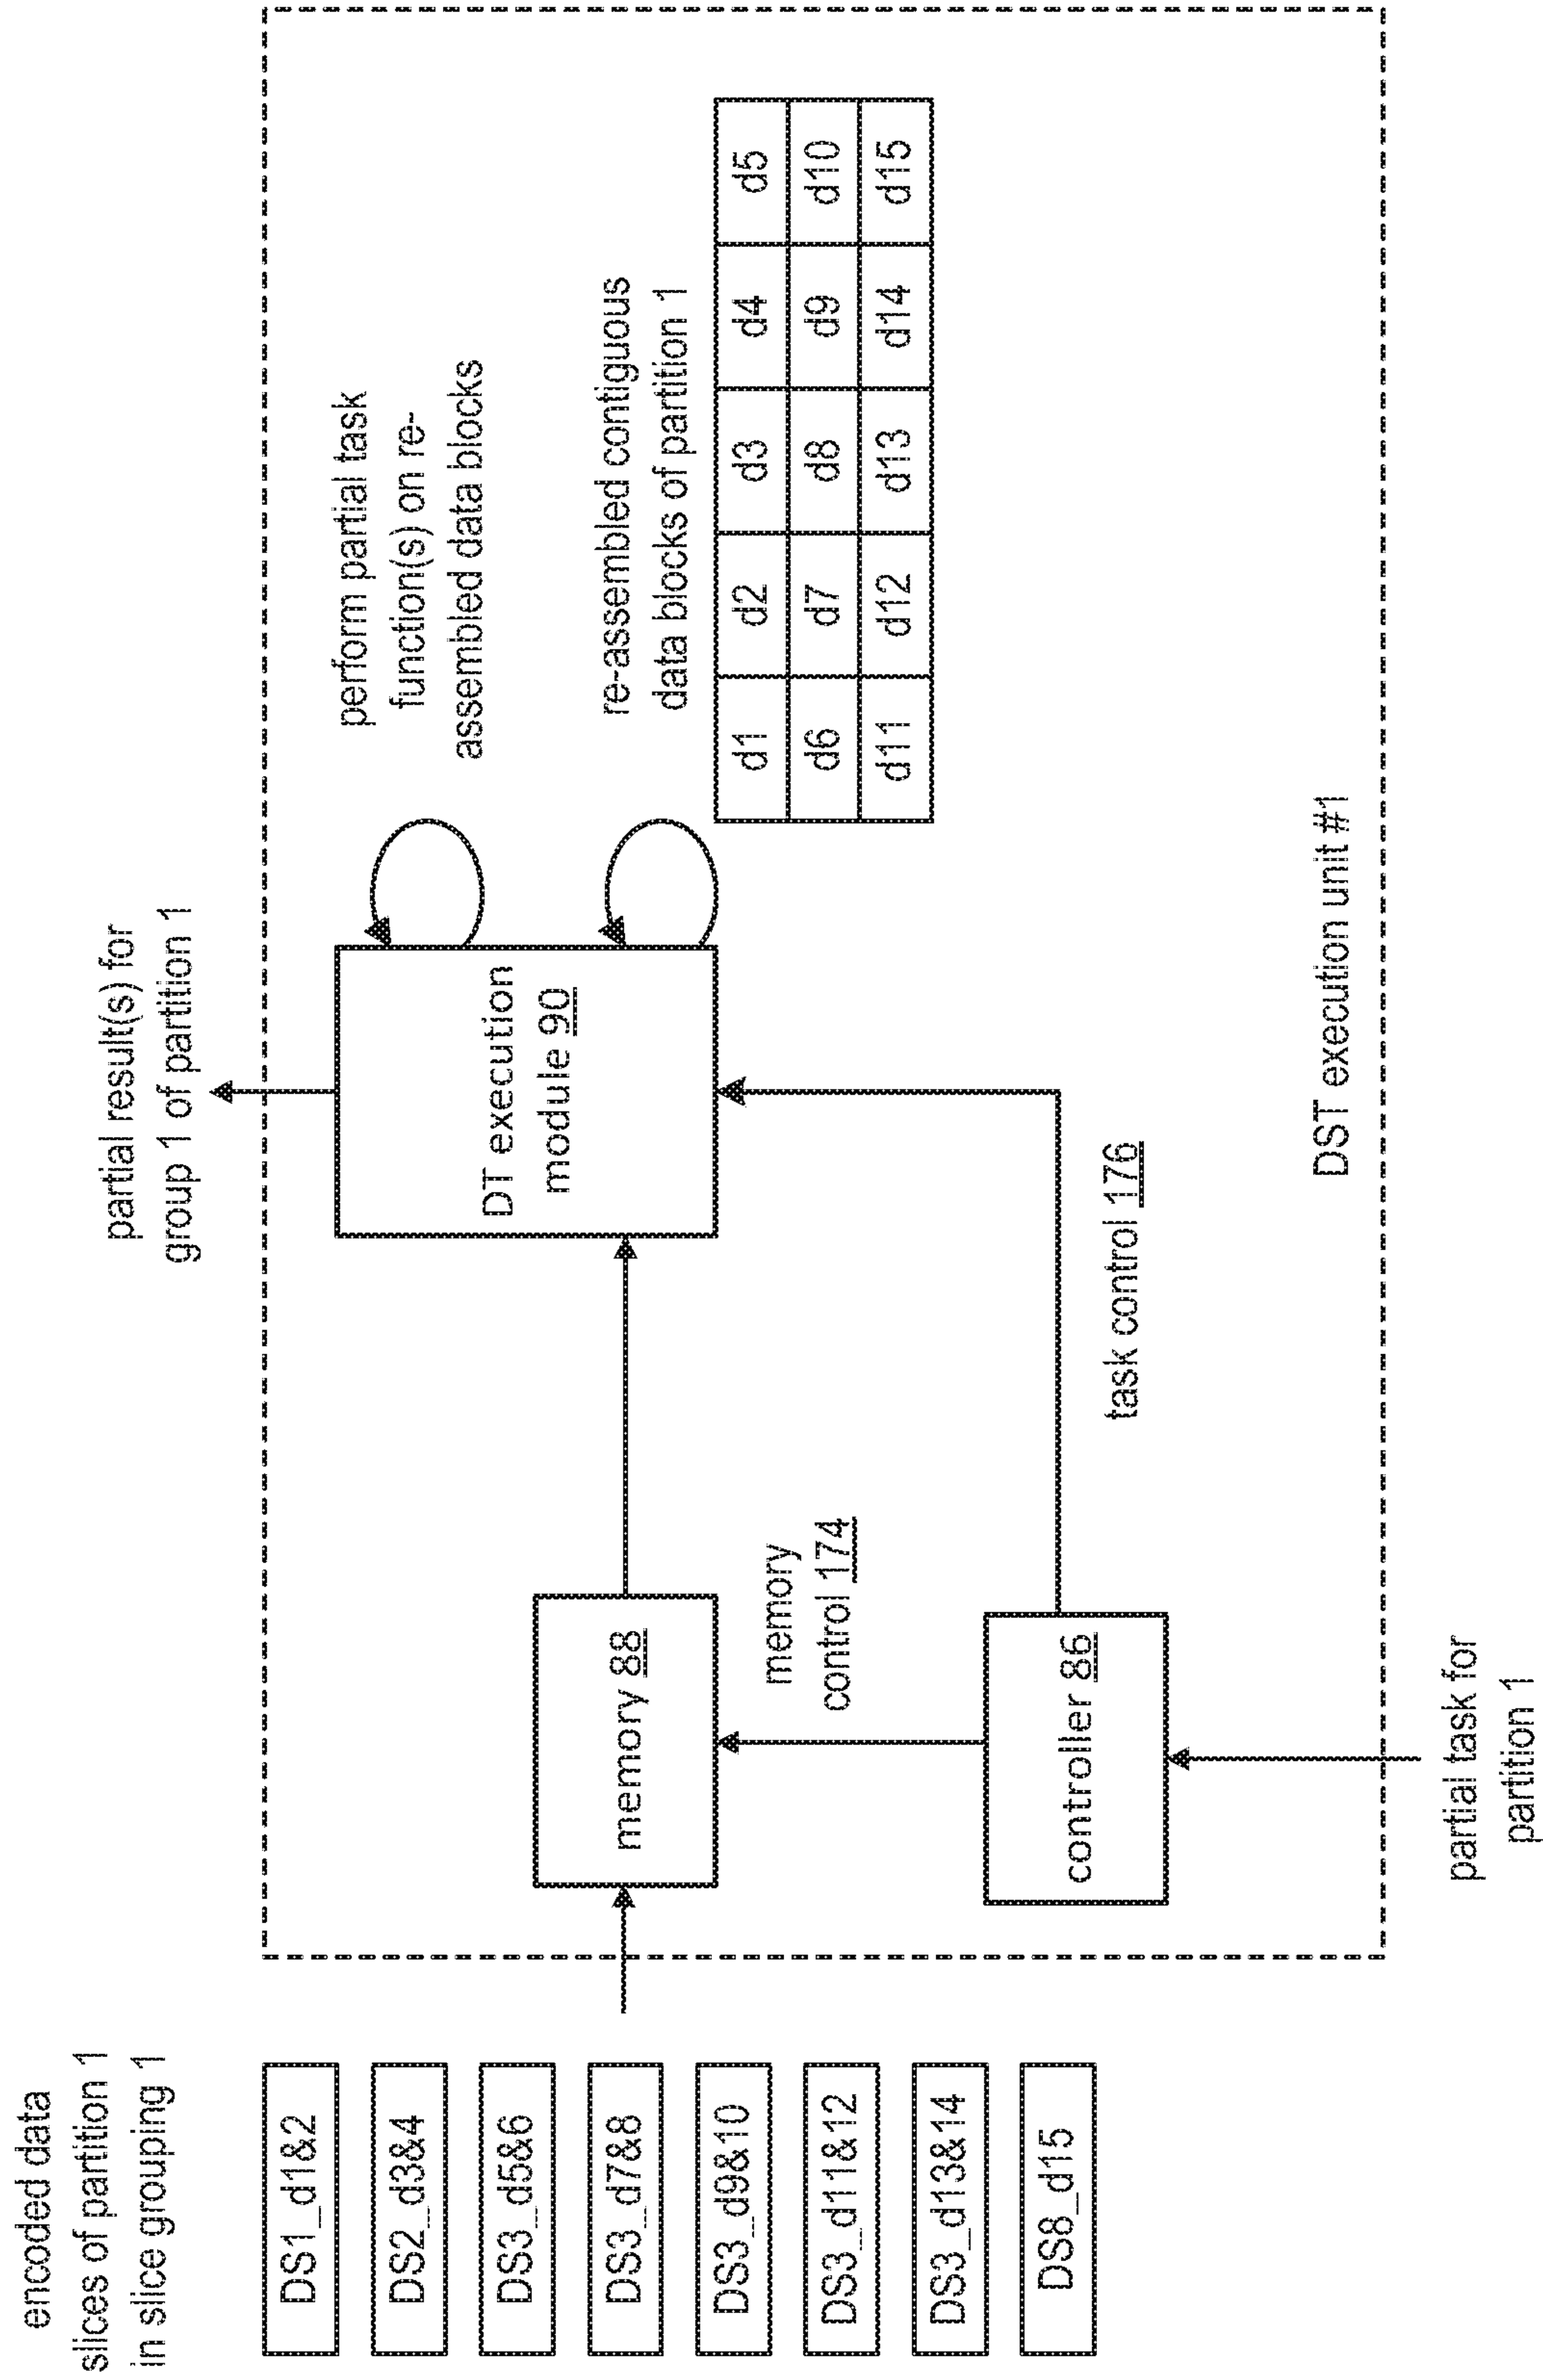 encoded data
slices of partition 1
in slice grouping 1
DS1_d1&2
DS2_d3&4
DS3_d5&6
DS3_d7&8
DS3_d9&10
DS3_d11&12
DS3_d13&14
DS8_d15
partial result(s) for
group 1 of partition 1
memory 88
DT execution
module 90
perform partial task
function(s) on re-
assembled data blocks
re-assembled contiguous
data blocks of partition 1
d1 d2 d3 d4 d5
d6 d7 d8 d9 d10
d11 d12 d13 d14 d15
memory
control 174
controller 86
task control 176
DST execution unit #1
partial task for
partition 1